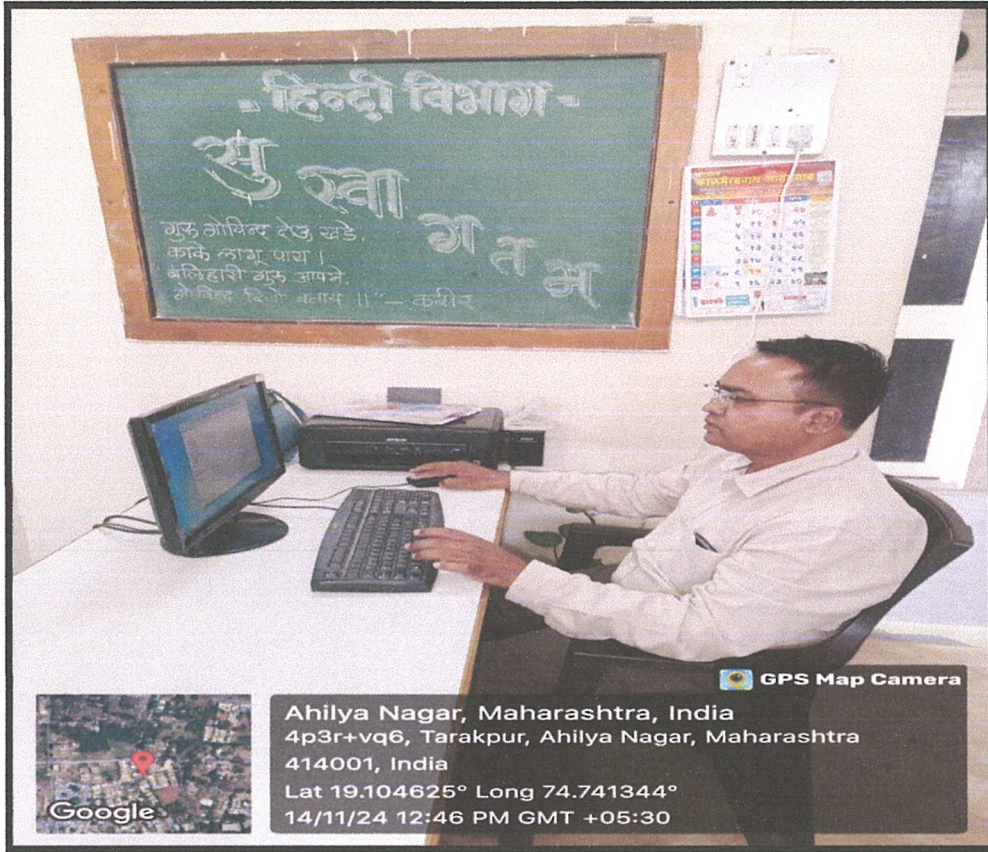 - हिन्दी विभाग -
सु स्वा ग त म्
गुरु गोविन्द दोऊ खडे,
काके लागू पाय ।
बलिहारी गुरु आपने,
गोविन्द दियो बताय ।।" – कबीर
GPS Map Camera
Ahilya Nagar, Maharashtra, India
4p3r+vq6, Tarakpur, Ahilya Nagar, Maharashtra
414001, India
Lat 19.104625° Long 74.741344°
14/11/24 12:46 PM GMT +05:30
Google